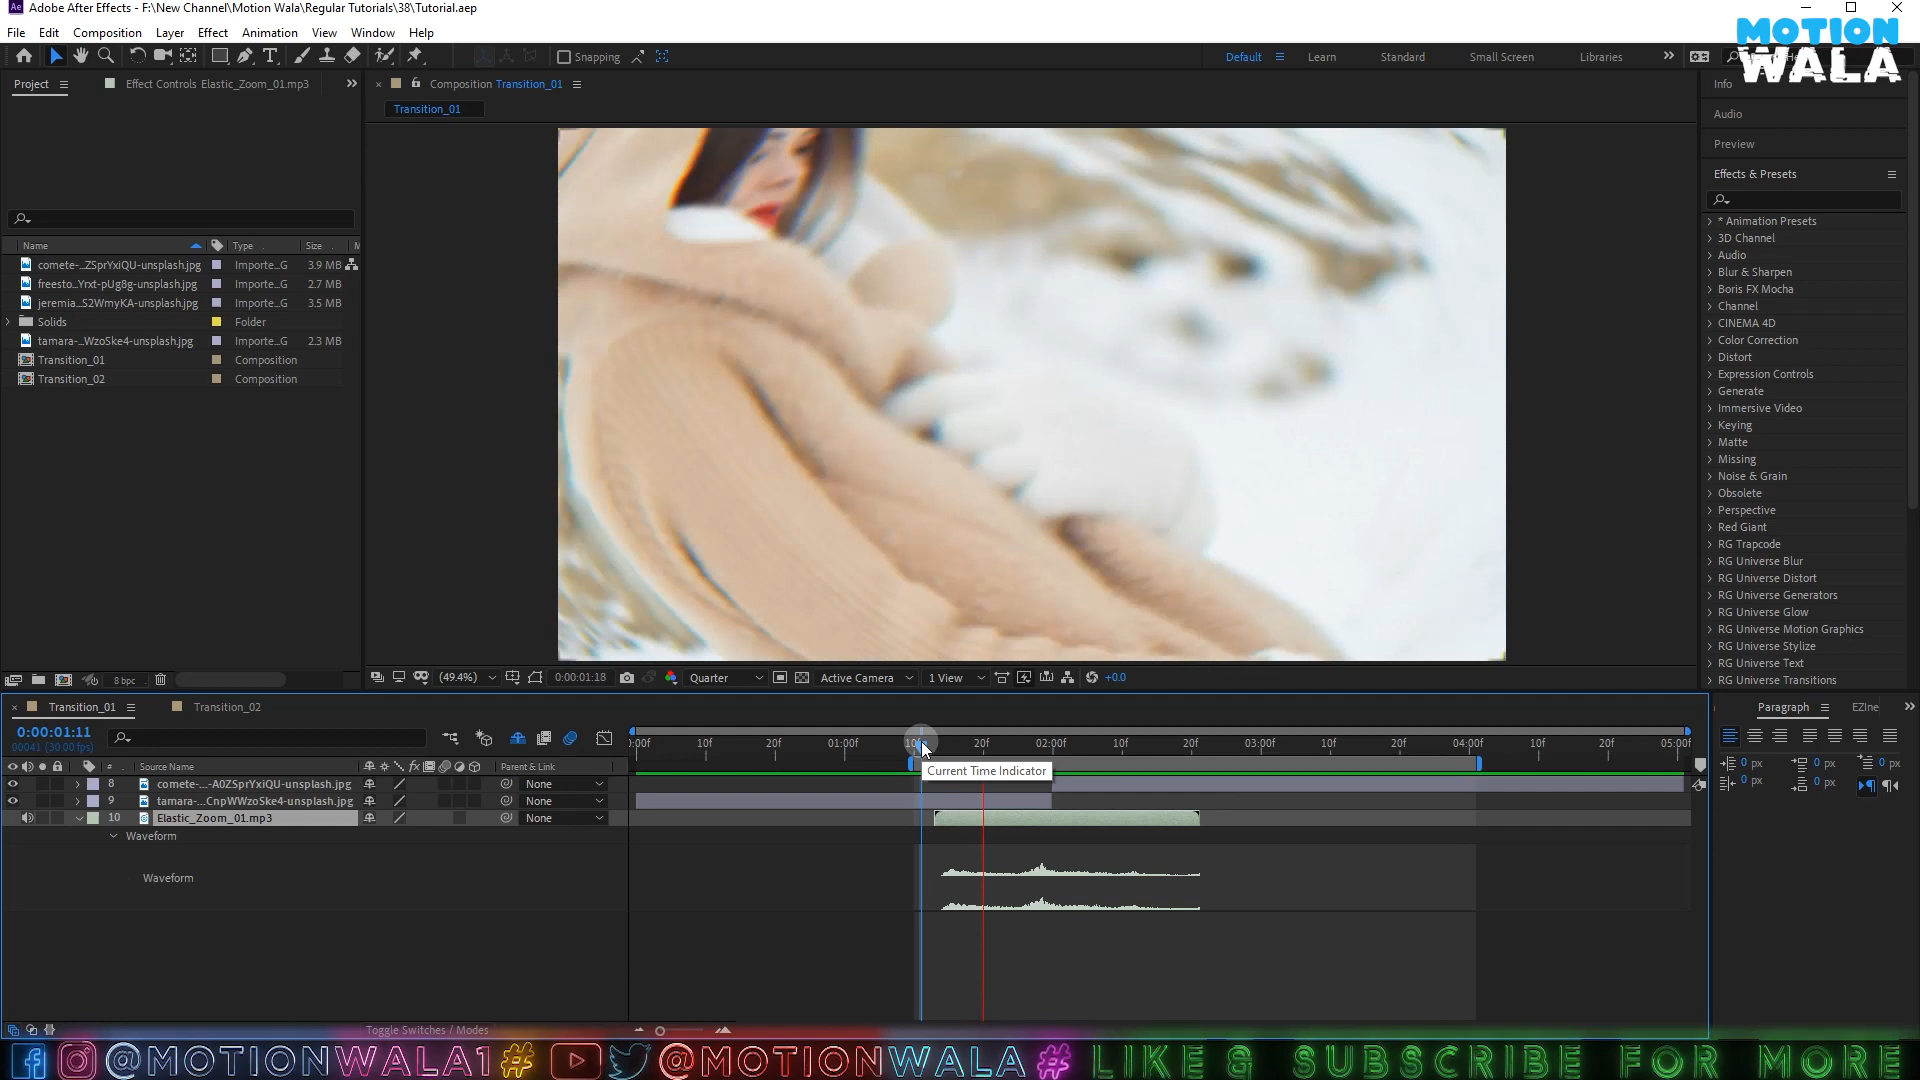 Adobe After Effects - F:\New Channel\Motion Wala\Regular Tutorials\38\Tutorial.aep
File Edit Composition Layer Effect Animation View Window Help
Snapping
Default Learn Standard Small Screen Libraries
MOTION
WALA
Project Effect Controls Elastic_Zoom_01.mp3
Composition Transition_01
Transition_01
Name Type Size M
comete-...ZSprYxiQU-unsplash.jpg Importe...G 3.9 MB
freesto...Yrxt-pUg8g-unsplash.jpg Importe...G 2.7 MB
jeremia...S2WmyKA-unsplash.jpg Importe...G 3.5 MB
Solids Folder
tamara-...WzoSke4-unsplash.jpg Importe...G 2.3 MB
Transition_01 Composition
Transition_02 Composition
8 bpc
(49.4%) 0:00:01:18 Quarter Active Camera 1 View +0.0
Info
Audio
Preview
Effects & Presets
* Animation Presets
3D Channel
Audio
Blur & Sharpen
Boris FX Mocha
Channel
CINEMA 4D
Color Correction
Distort
Expression Controls
Generate
Immersive Video
Keying
Matte
Missing
Noise & Grain
Obsolete
Perspective
Red Giant
RG Trapcode
RG Universe Blur
RG Universe Distort
RG Universe Generators
RG Universe Glow
RG Universe Motion Graphics
RG Universe Stylize
RG Universe Text
RG Universe Transitions
Transition_01 Transition_02
0:00:01:11
00041 (30.00 fps)
:00f 10f 20f 01:00f 20f 02:00f 10f 20f 03:00f 10f 20f 04:00f 10f 20f 05:00f
Current Time Indicator
# Source Name fx Parent & Link
8 comete-...-A0ZSprYxiQU-unsplash.jpg None
9 tamara-...CnpWWzoSke4-unsplash.jpg None
10 Elastic_Zoom_01.mp3 None
Waveform
Waveform
Toggle Switches / Modes
Paragraph EZIne
0 px 0 px 0 px
0 px 0 px
@MOTIONWALA1# @MOTIONWALA# LIKE & SUBSCRIBE FOR MORE